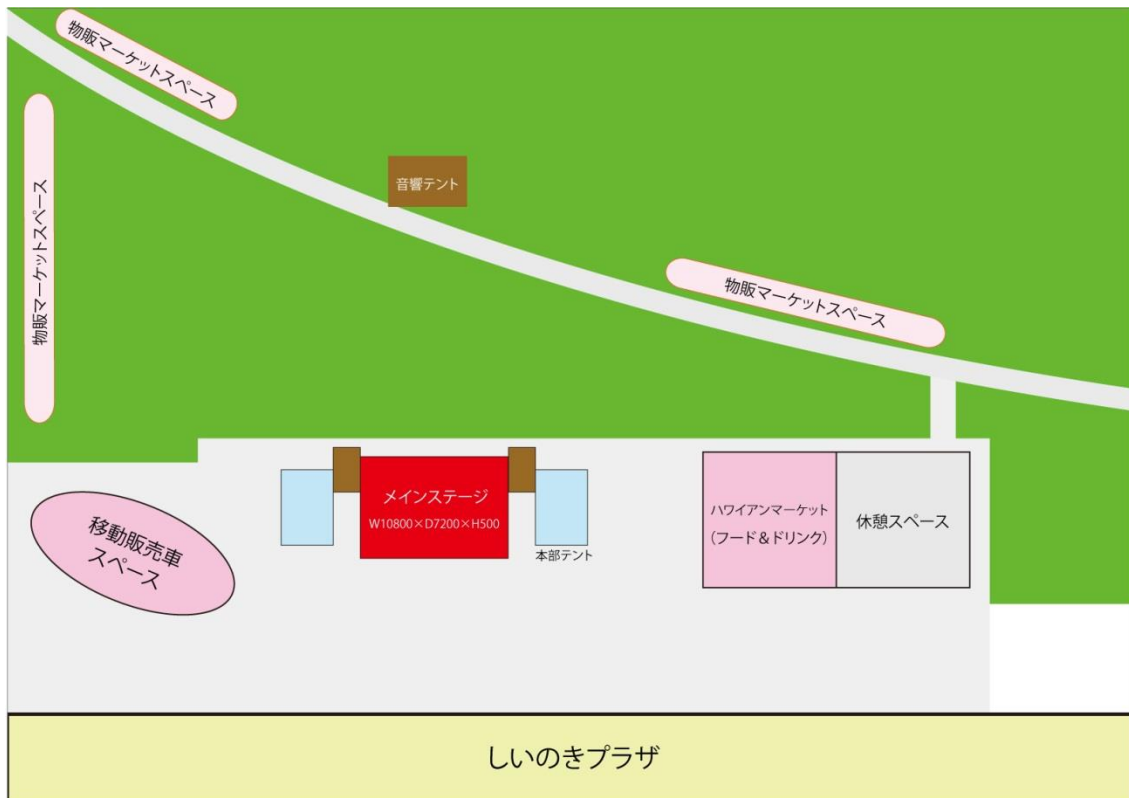 物販マーケットスペース
音響テント
物販マーケットスペース
物販マーケットスペース
メインステージ
W10800×D7200×H500
本部テント
ハワイアンマーケット
(フード＆ドリンク)
休憩スペース
移動販売車
スペース
しいのきプラザ